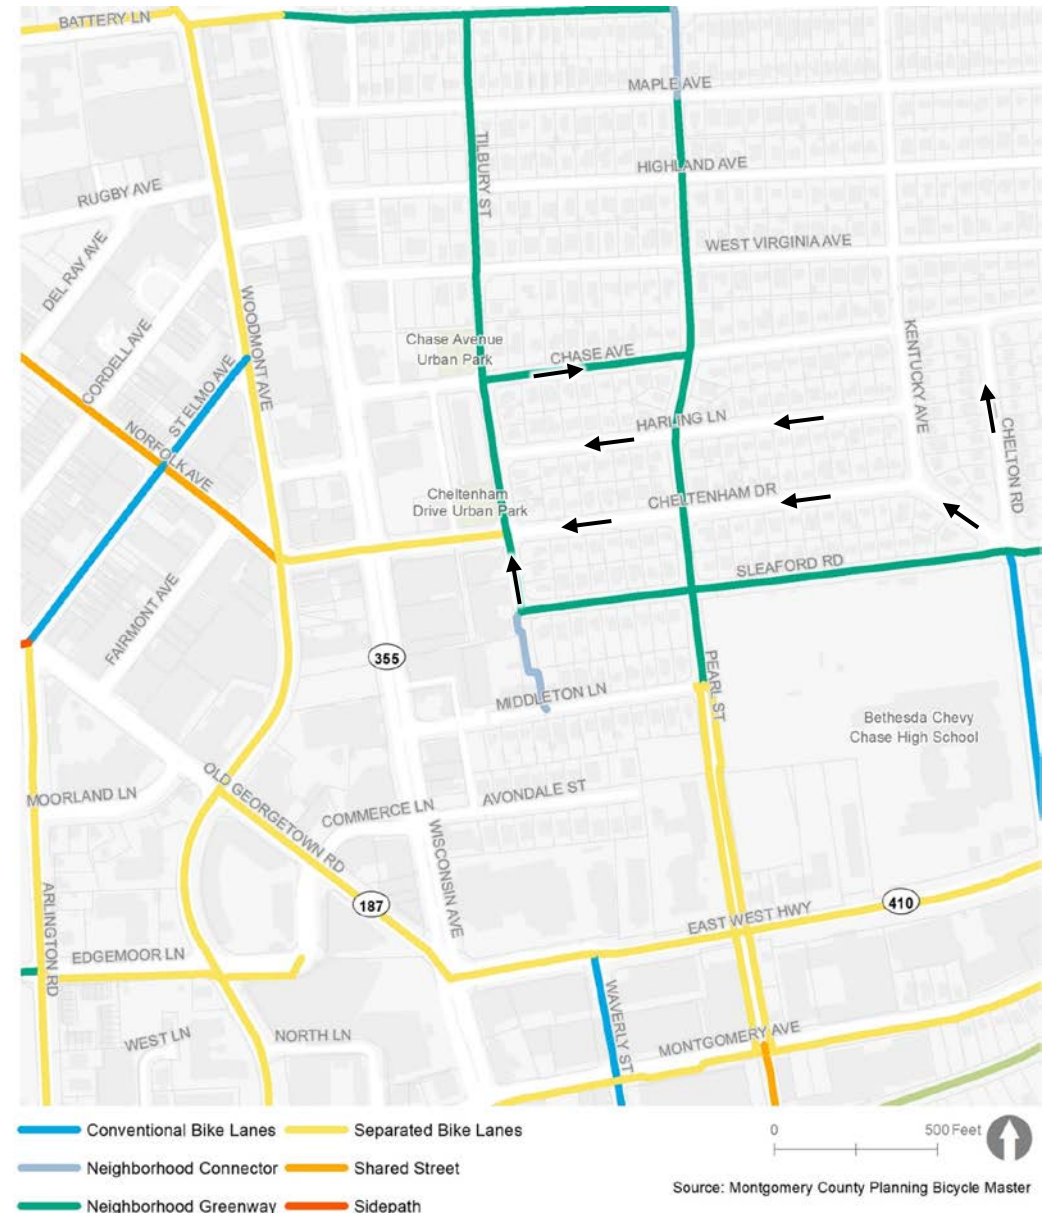 BATTERY LN
MAPLE AVE
TILBURY ST
HIGHLAND AVE
RUGBY AVE
DEL RAY AVE
WEST VIRGINIA AVE
CORDELL AVE
WOODMONT AVE
Chase Avenue
Urban Park
CHASE AVE
KENTUCKY AVE
ST ELMO AVE
NORFOLK AVE
HARLING LN
CHELTON RD
Cheltenham
Drive Urban Park
CHELTENHAM DR
SLEAFORD RD
FAIRMONT AVE
355
PEARL ST
MIDDLETON LN
Bethesda Chevy
Chase High School
OLD GEORGETOWN RD
MOORLAND LN
COMMERCE LN
AVONDALE ST
WISCONSIN AVE
ARLINGTON RD
187
410
EAST WEST HWY
EDGEMOOR LN
WAVERLY ST
WEST LN
NORTH LN
MONTGOMERY AVE
Conventional Bike Lanes
Separated Bike Lanes
0
500 Feet
Neighborhood Connector
Shared Street
Source: Montgomery County Planning Bicycle Master
Neighborhood Greenway
Sidepath